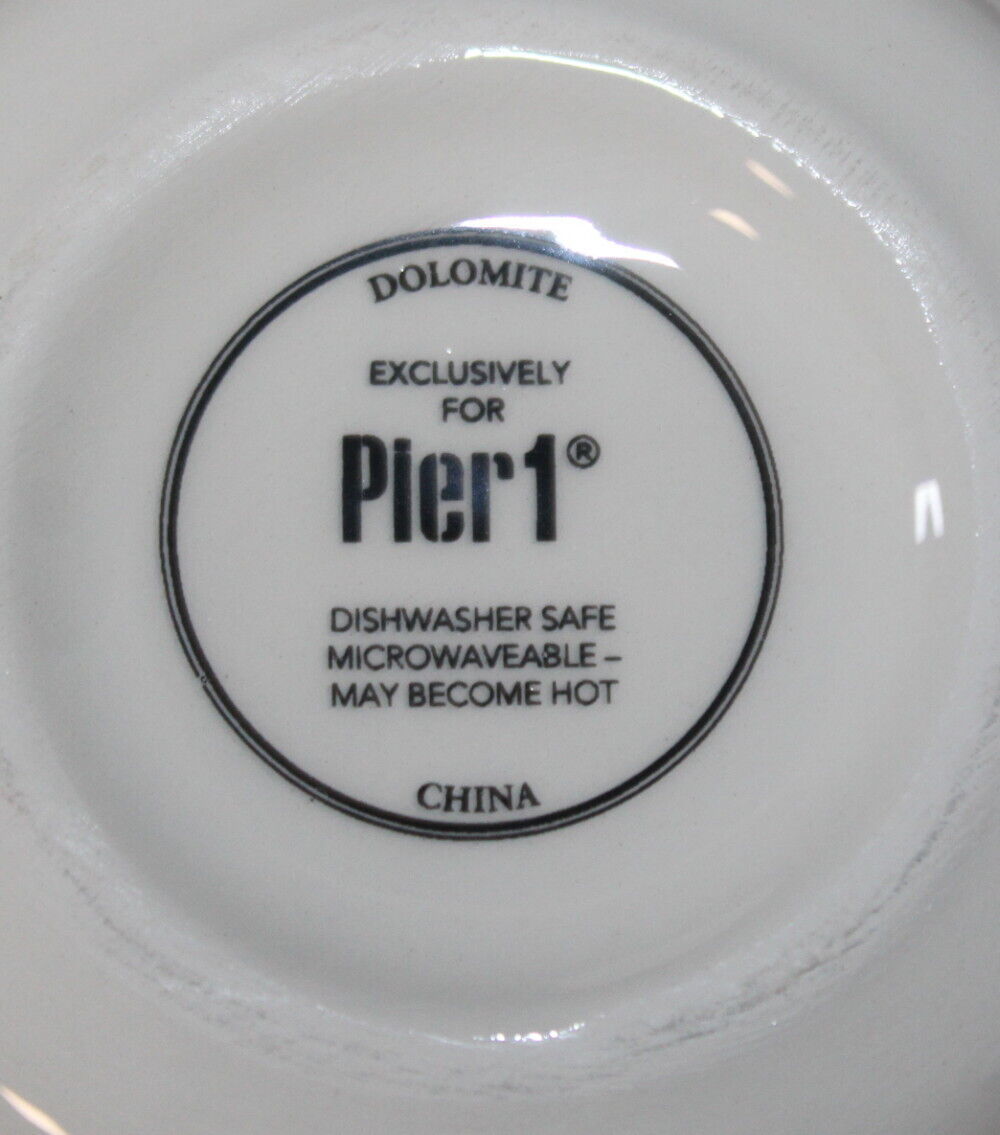 DOLOMITE
EXCLUSIVELY
FOR
Pier1®
DISHWASHER SAFE
MICROWAVEABLE –
MAY BECOME HOT
CHINA